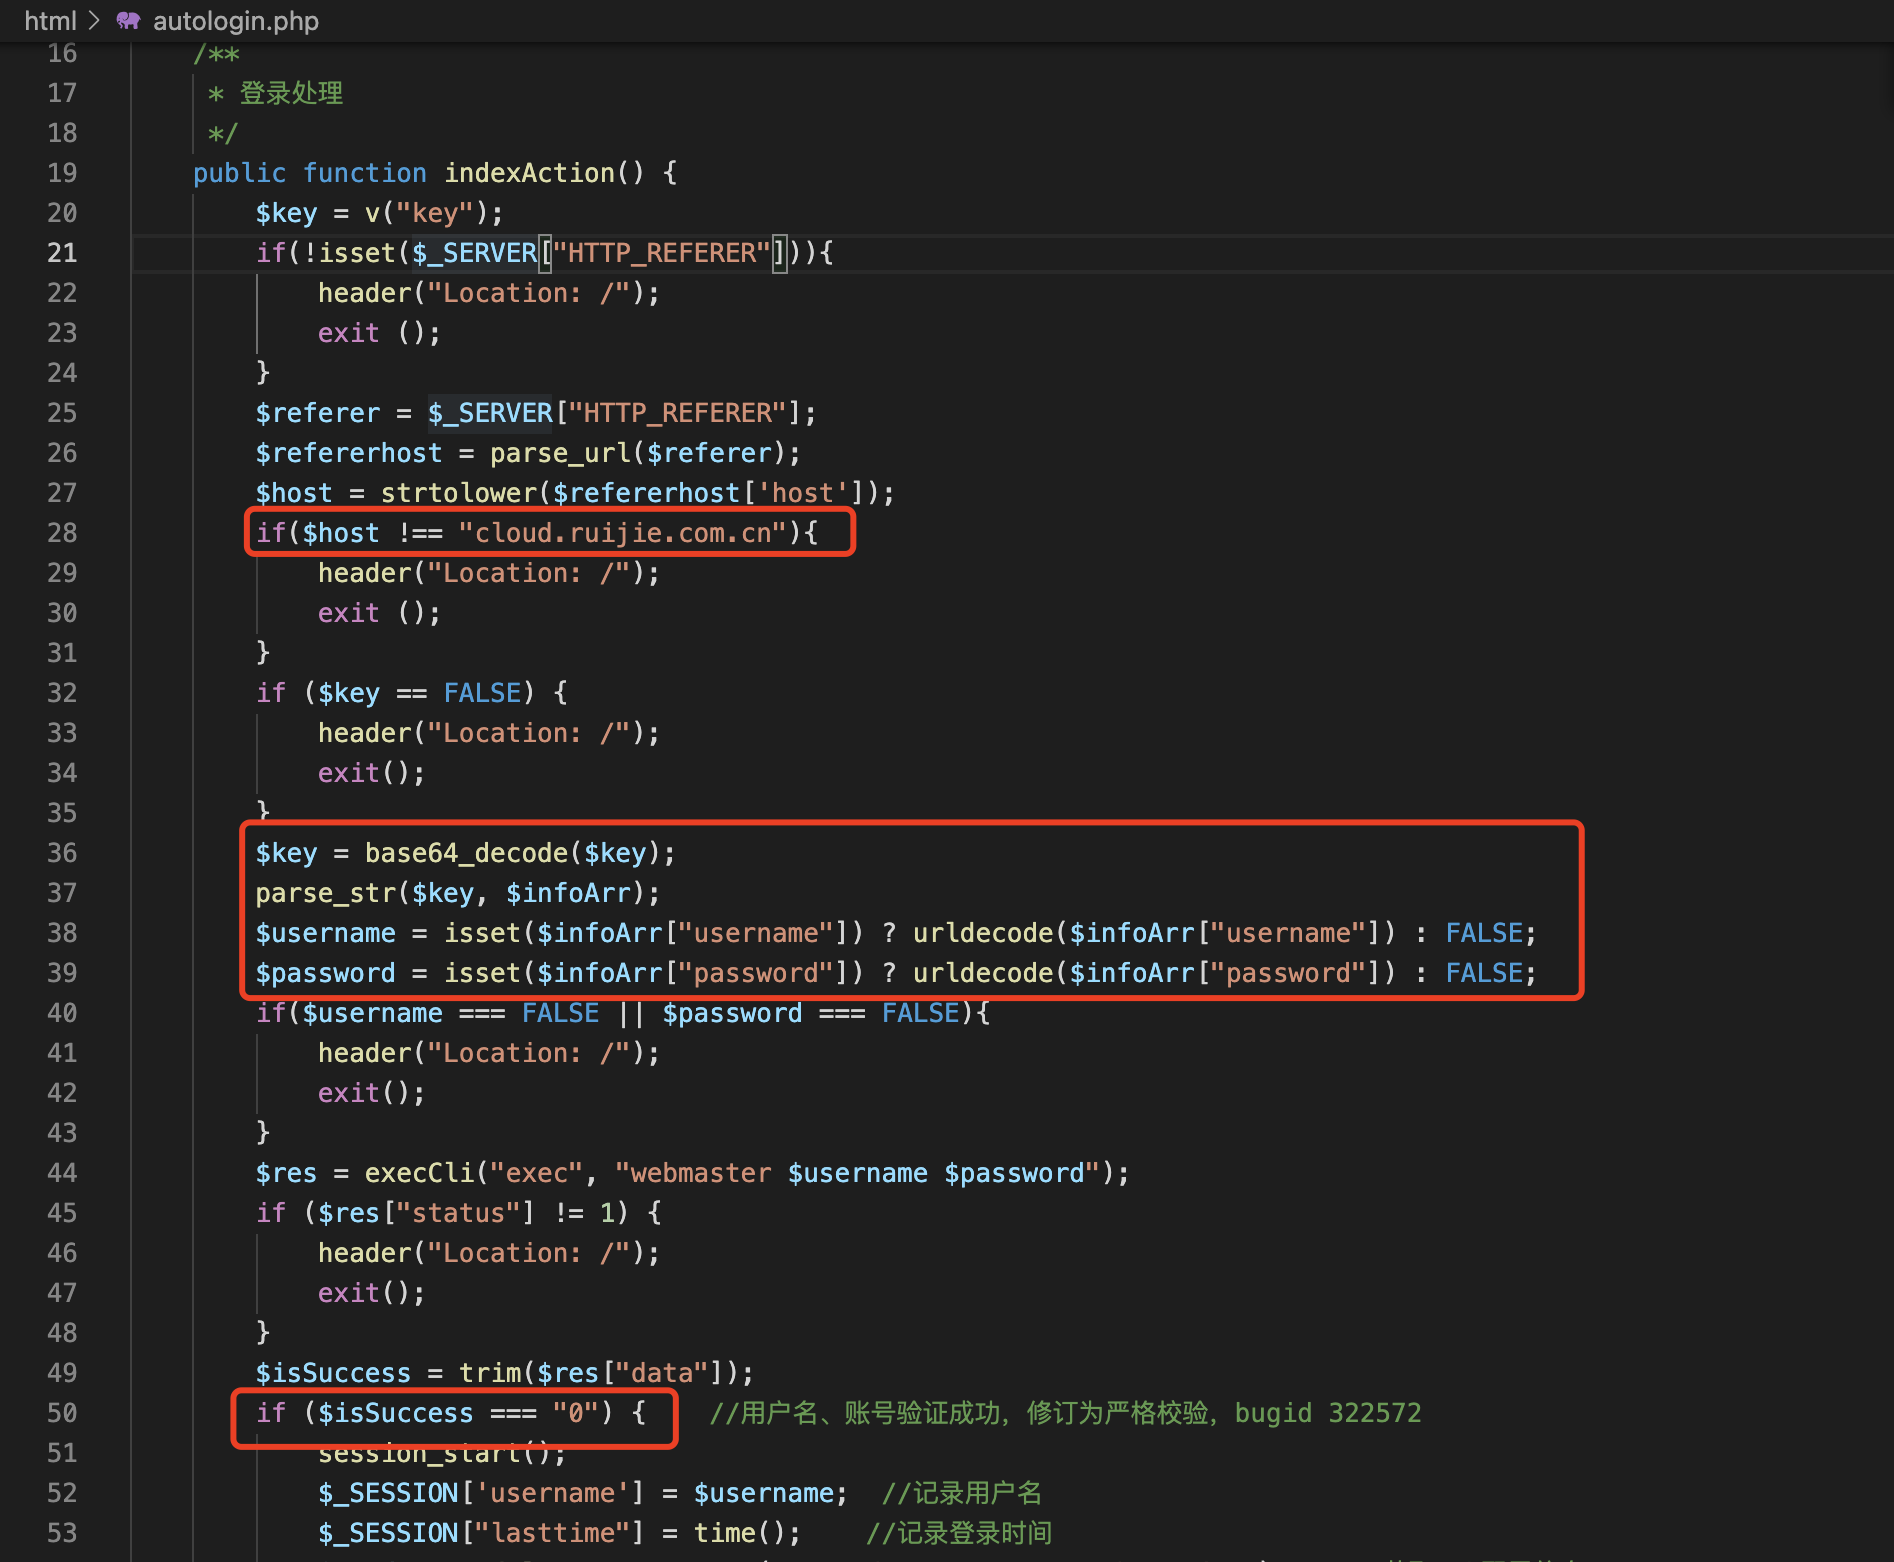 html > autologin.php
16 /**
17 * 登录处理
18 */
19 public function indexAction() {
20 $key = v("key");
21 if(!isset($_SERVER["HTTP_REFERER"])){
22 header("Location: /");
23 exit ();
24 }
25 $referer = $_SERVER["HTTP_REFERER"];
26 $refererhost = parse_url($referer);
27 $host = strtolower($refererhost['host']);
28 if($host !== "cloud.ruijie.com.cn"){
29 header("Location: /");
30 exit ();
31 }
32 if ($key == FALSE) {
33 header("Location: /");
34 exit();
35 }
36 $key = base64_decode($key);
37 parse_str($key, $infoArr);
38 $username = isset($infoArr["username"]) ? urldecode($infoArr["username"]) : FALSE;
39 $password = isset($infoArr["password"]) ? urldecode($infoArr["password"]) : FALSE;
40 if($username === FALSE || $password === FALSE){
41 header("Location: /");
42 exit();
43 }
44 $res = execCli("exec", "webmaster $username $password");
45 if ($res["status"] != 1) {
46 header("Location: /");
47 exit();
48 }
49 $isSuccess = trim($res["data"]);
50 if ($isSuccess === "0") { //用户名、账号验证成功，修订为严格校验，bugid 322572
51 session_start();
52 $_SESSION['username'] = $username; //记录用户名
53 $_SESSION["lasttime"] = time(); //记录登录时间